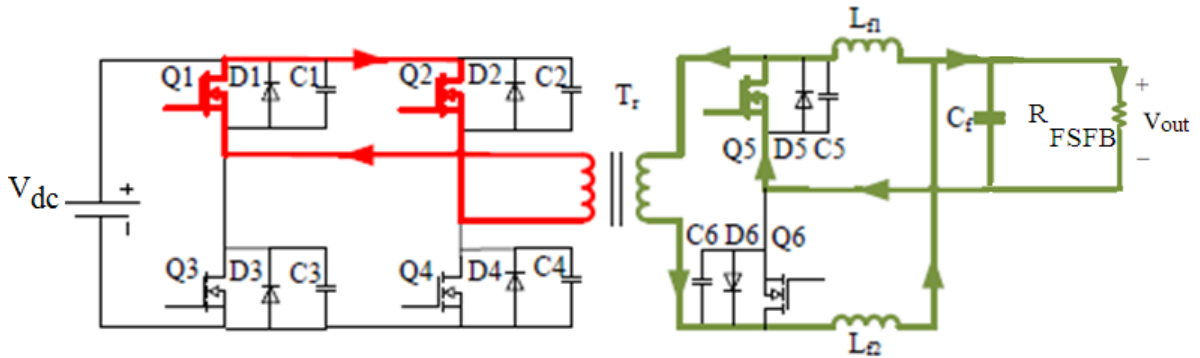 Q1 D1 C1 Q2 D2 C2
Tr
Vdc
+
–
Q3 D3 C3 Q4 D4 C4
Lf1
Q5 D5 C5
Cf
R
FSFB
+
Vout
–
C6 D6 Q6
Lf2